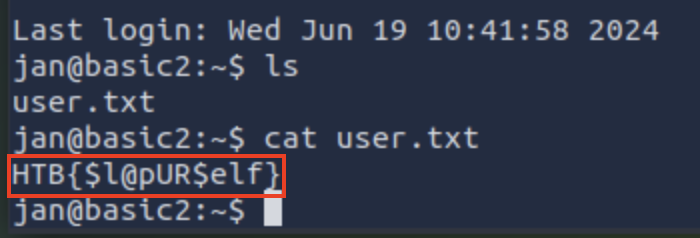 Last login: Wed Jun 19 10:41:58 2024
jan@basic2:~$ ls
user.txt
jan@basic2:~$ cat user.txt
HTB{$l@pUR$elf}
jan@basic2:~$